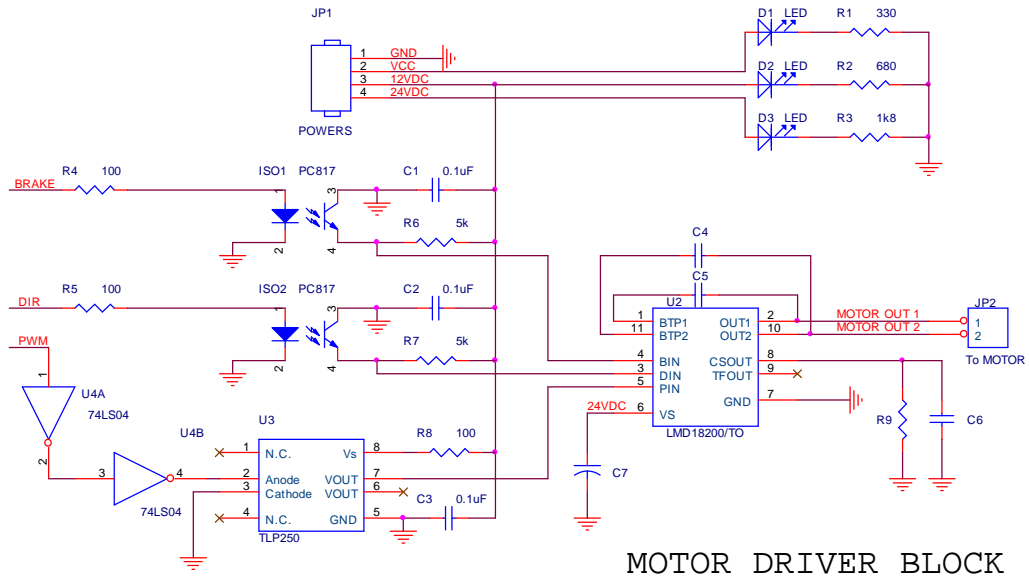 JP1
1 GND
2 VCC
3 12VDC
4 24VDC
POWERS
D1 LED R1 330
D2 LED R2 680
D3 LED R3 1k8
BRAKE
R4 100
ISO1 PC817
1
2
3
4
C1 0.1uF
R6 5k
DIR
R5 100
ISO2 PC817
1
2
3
4
C2 0.1uF
R7 5k
PWM
1
U4A
74LS04
2
U4B
3 4
74LS04
U3
1 N.C. Vs 8
2 Anode VOUT 7
3 Cathode VOUT 6
4 N.C. GND 5
TLP250
R8 100
C3 0.1uF
C4
C5
U2
1 BTP1 OUT1 2
11 BTP2 OUT2 10
4 BIN CSOUT 8
3 DIN TFOUT 9
5 PIN
GND 7
24VDC 6 VS
LMD18200/TO
C7
MOTOR OUT 1
MOTOR OUT 2
JP2
1
2
To MOTOR
R9
C6
MOTOR DRIVER BLOCK